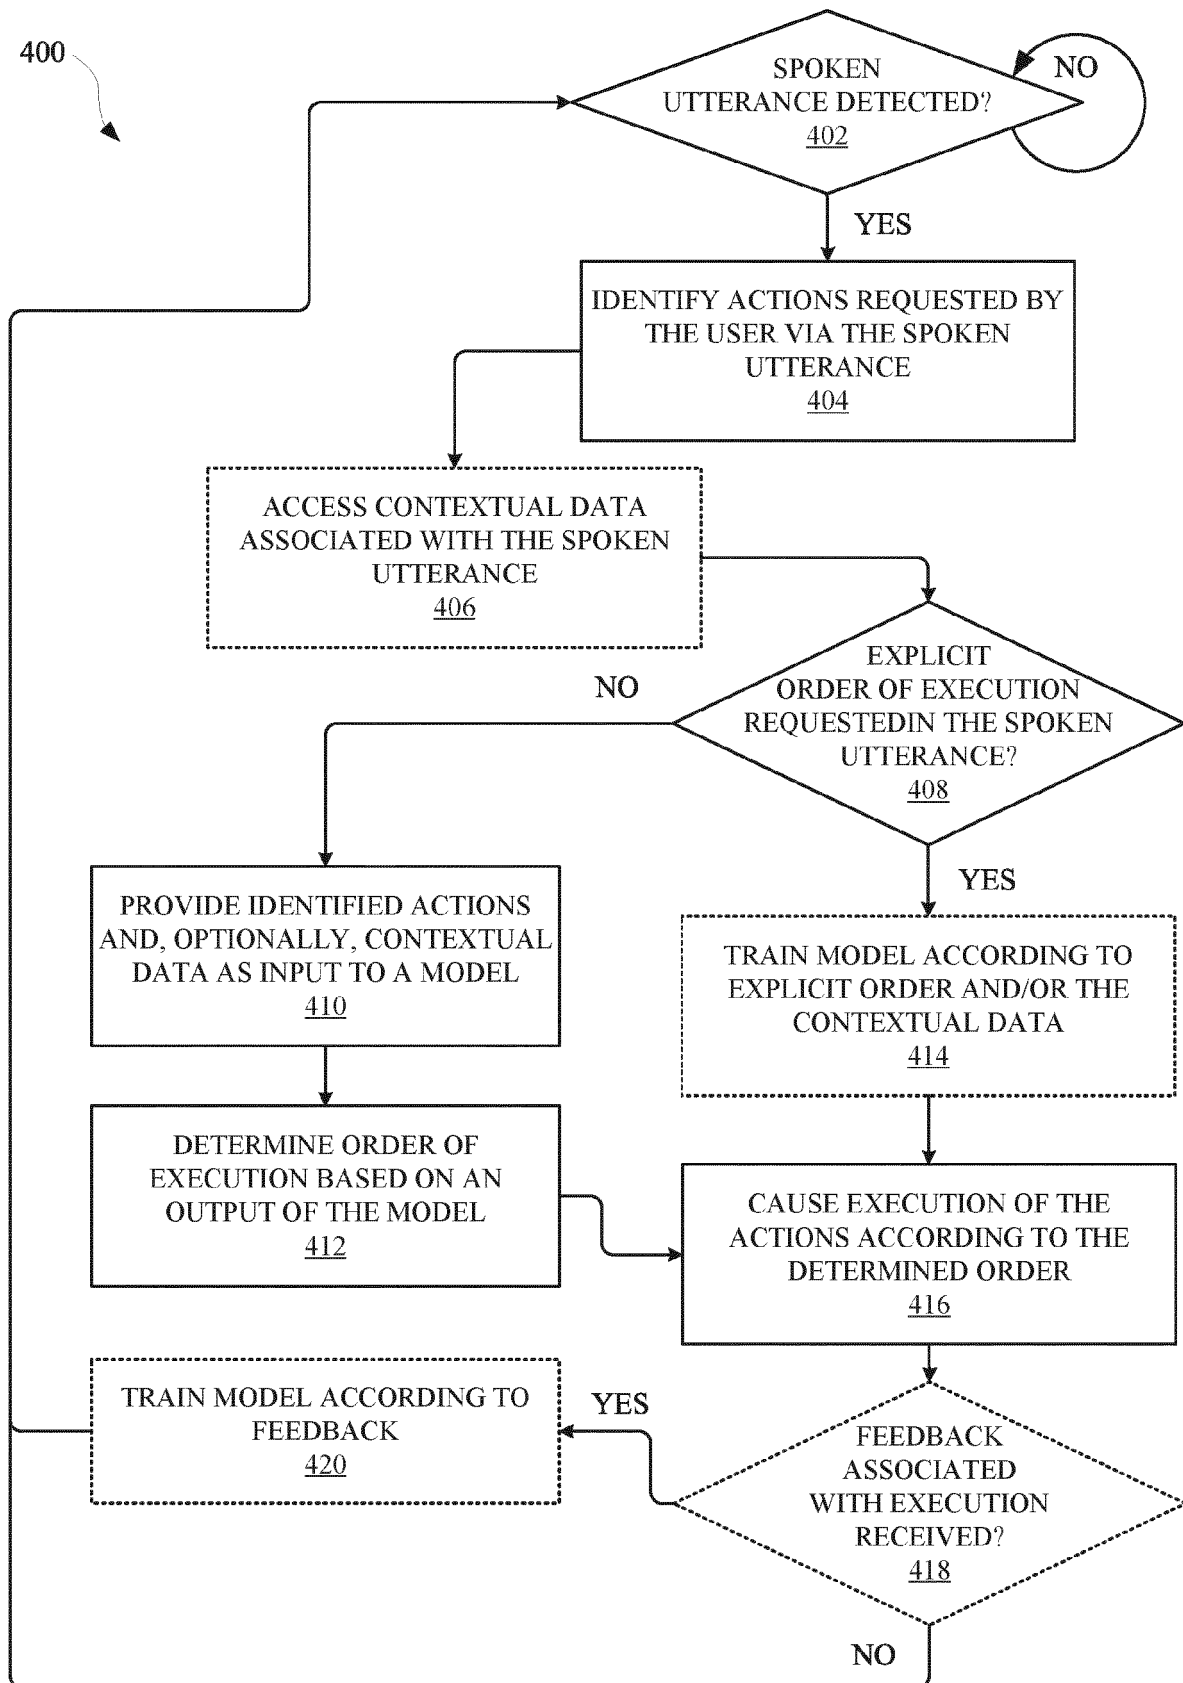 400
SPOKEN
UTTERANCE DETECTED?
402
NO
YES
IDENTIFY ACTIONS REQUESTED BY
THE USER VIA THE SPOKEN
UTTERANCE
404
ACCESS CONTEXTUAL DATA
ASSOCIATED WITH THE SPOKEN
UTTERANCE
406
EXPLICIT
ORDER OF EXECUTION
REQUESTEDIN THE SPOKEN
UTTERANCE?
408
NO
YES
PROVIDE IDENTIFIED ACTIONS
AND, OPTIONALLY, CONTEXTUAL
DATA AS INPUT TO A MODEL
410
TRAIN MODEL ACCORDING TO
EXPLICIT ORDER AND/OR THE
CONTEXTUAL DATA
414
DETERMINE ORDER OF
EXECUTION BASED ON AN
OUTPUT OF THE MODEL
412
CAUSE EXECUTION OF THE
ACTIONS ACCORDING TO THE
DETERMINED ORDER
416
TRAIN MODEL ACCORDING TO
FEEDBACK
420
YES
FEEDBACK
ASSOCIATED
WITH EXECUTION
RECEIVED?
418
NO